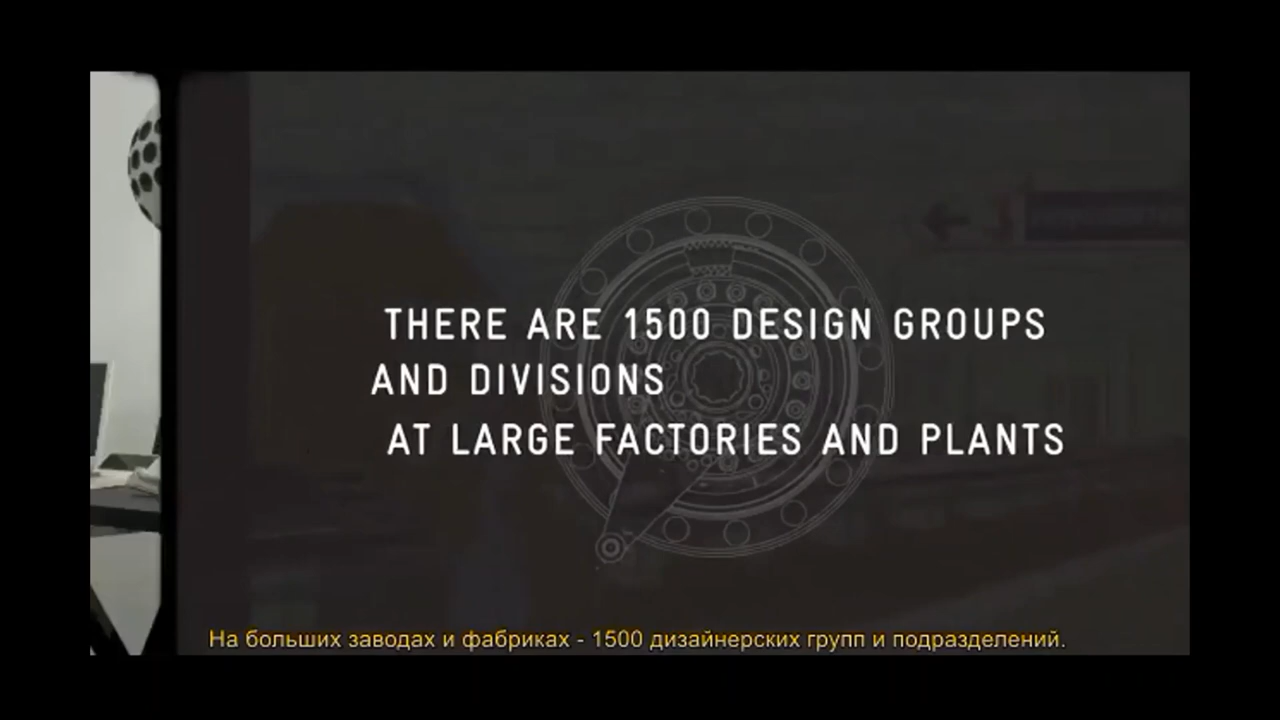 THERE ARE 1500 DESIGN GROUPS
AND DIVISIONS
AT LARGE FACTORIES AND PLANTS
На больших заводах и фабриках - 1500 дизайнерских групп и подразделений.